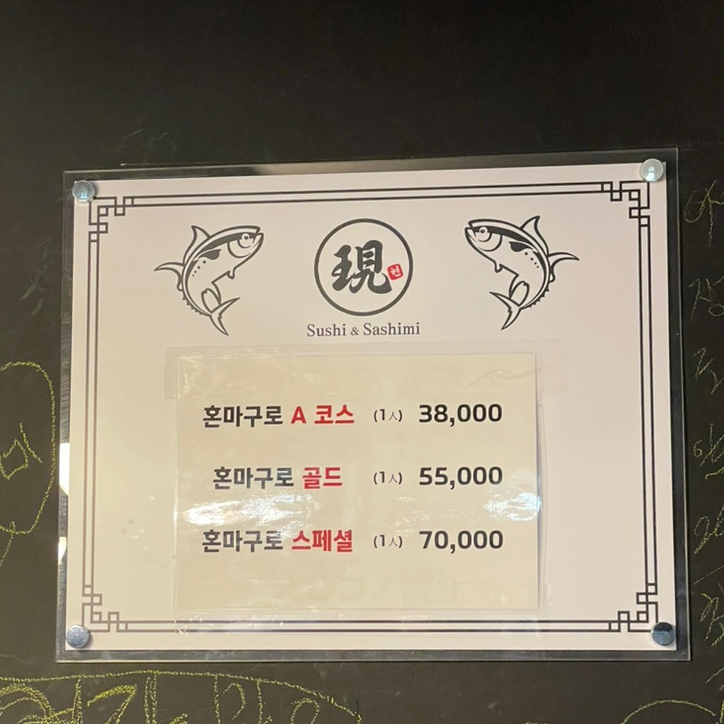 現
현
Sushi & Sashimi
혼마구로 A 코스 (1人) 38,000
혼마구로 골드 (1人) 55,000
혼마구로 스페셜 (1人) 70,000